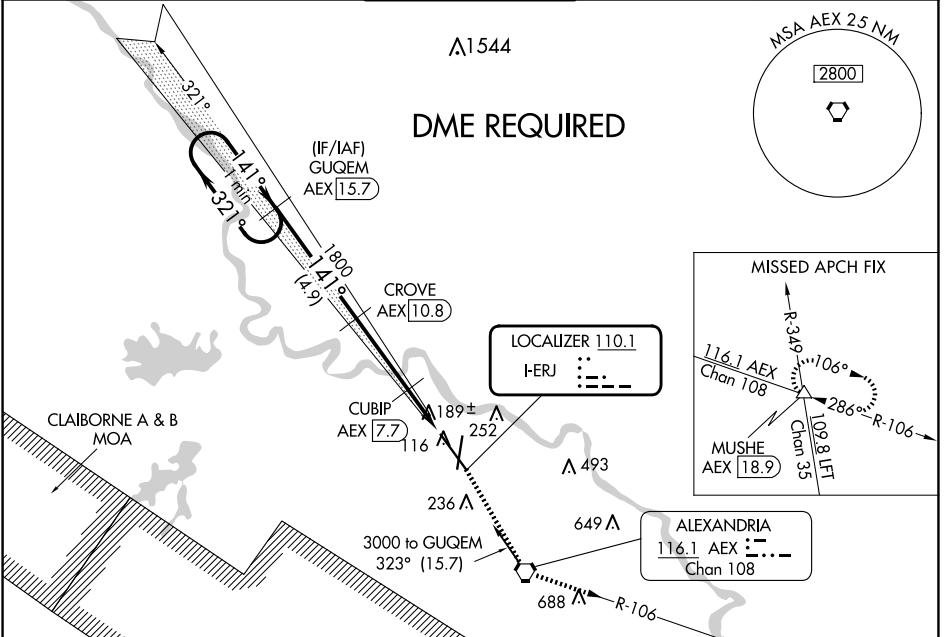 1544
MSA AEX 25 NM
2800
DME REQUIRED
321°
(IF/IAF)
GUQEM
AEX 15.7
141°
1 min
321°
1800
141°
(4.9)
CROVE
AEX 10.8
MISSED APCH FIX
R-349
116.1 AEX
Chan 108
106°
286°
R-106
109.8 LFT
Chan 35
MUSHE
AEX 18.9
LOCALIZER 110.1
I-ERJ
CUBIP
AEX 7.7
189±
252
116
CLAIBORNE A & B
MOA
493
236
649
ALEXANDRIA
116.1 AEX
Chan 108
3000 to GUQEM
323° (15.7)
688
R-106